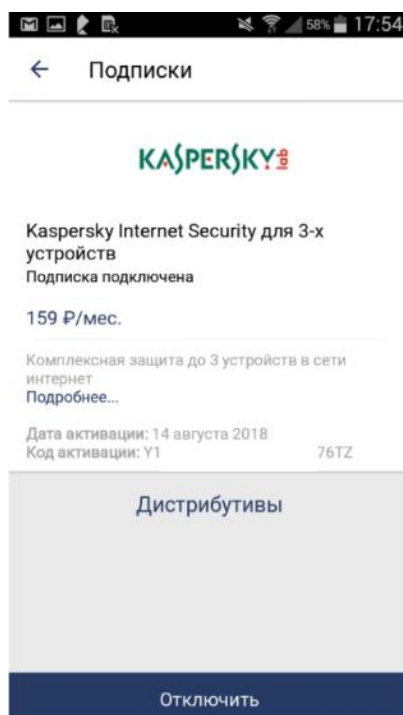 58% 17:54
Подписки
KASPERSKY lab
Kaspersky Internet Security для 3-х
устройств
Подписка подключена
159 ₽/мес.
Комплексная защита до 3 устройств в сети
интернет
Подробнее...
Дата активации: 14 августа 2018
Код активации: Y1 76TZ
Дистрибутивы
Отключить